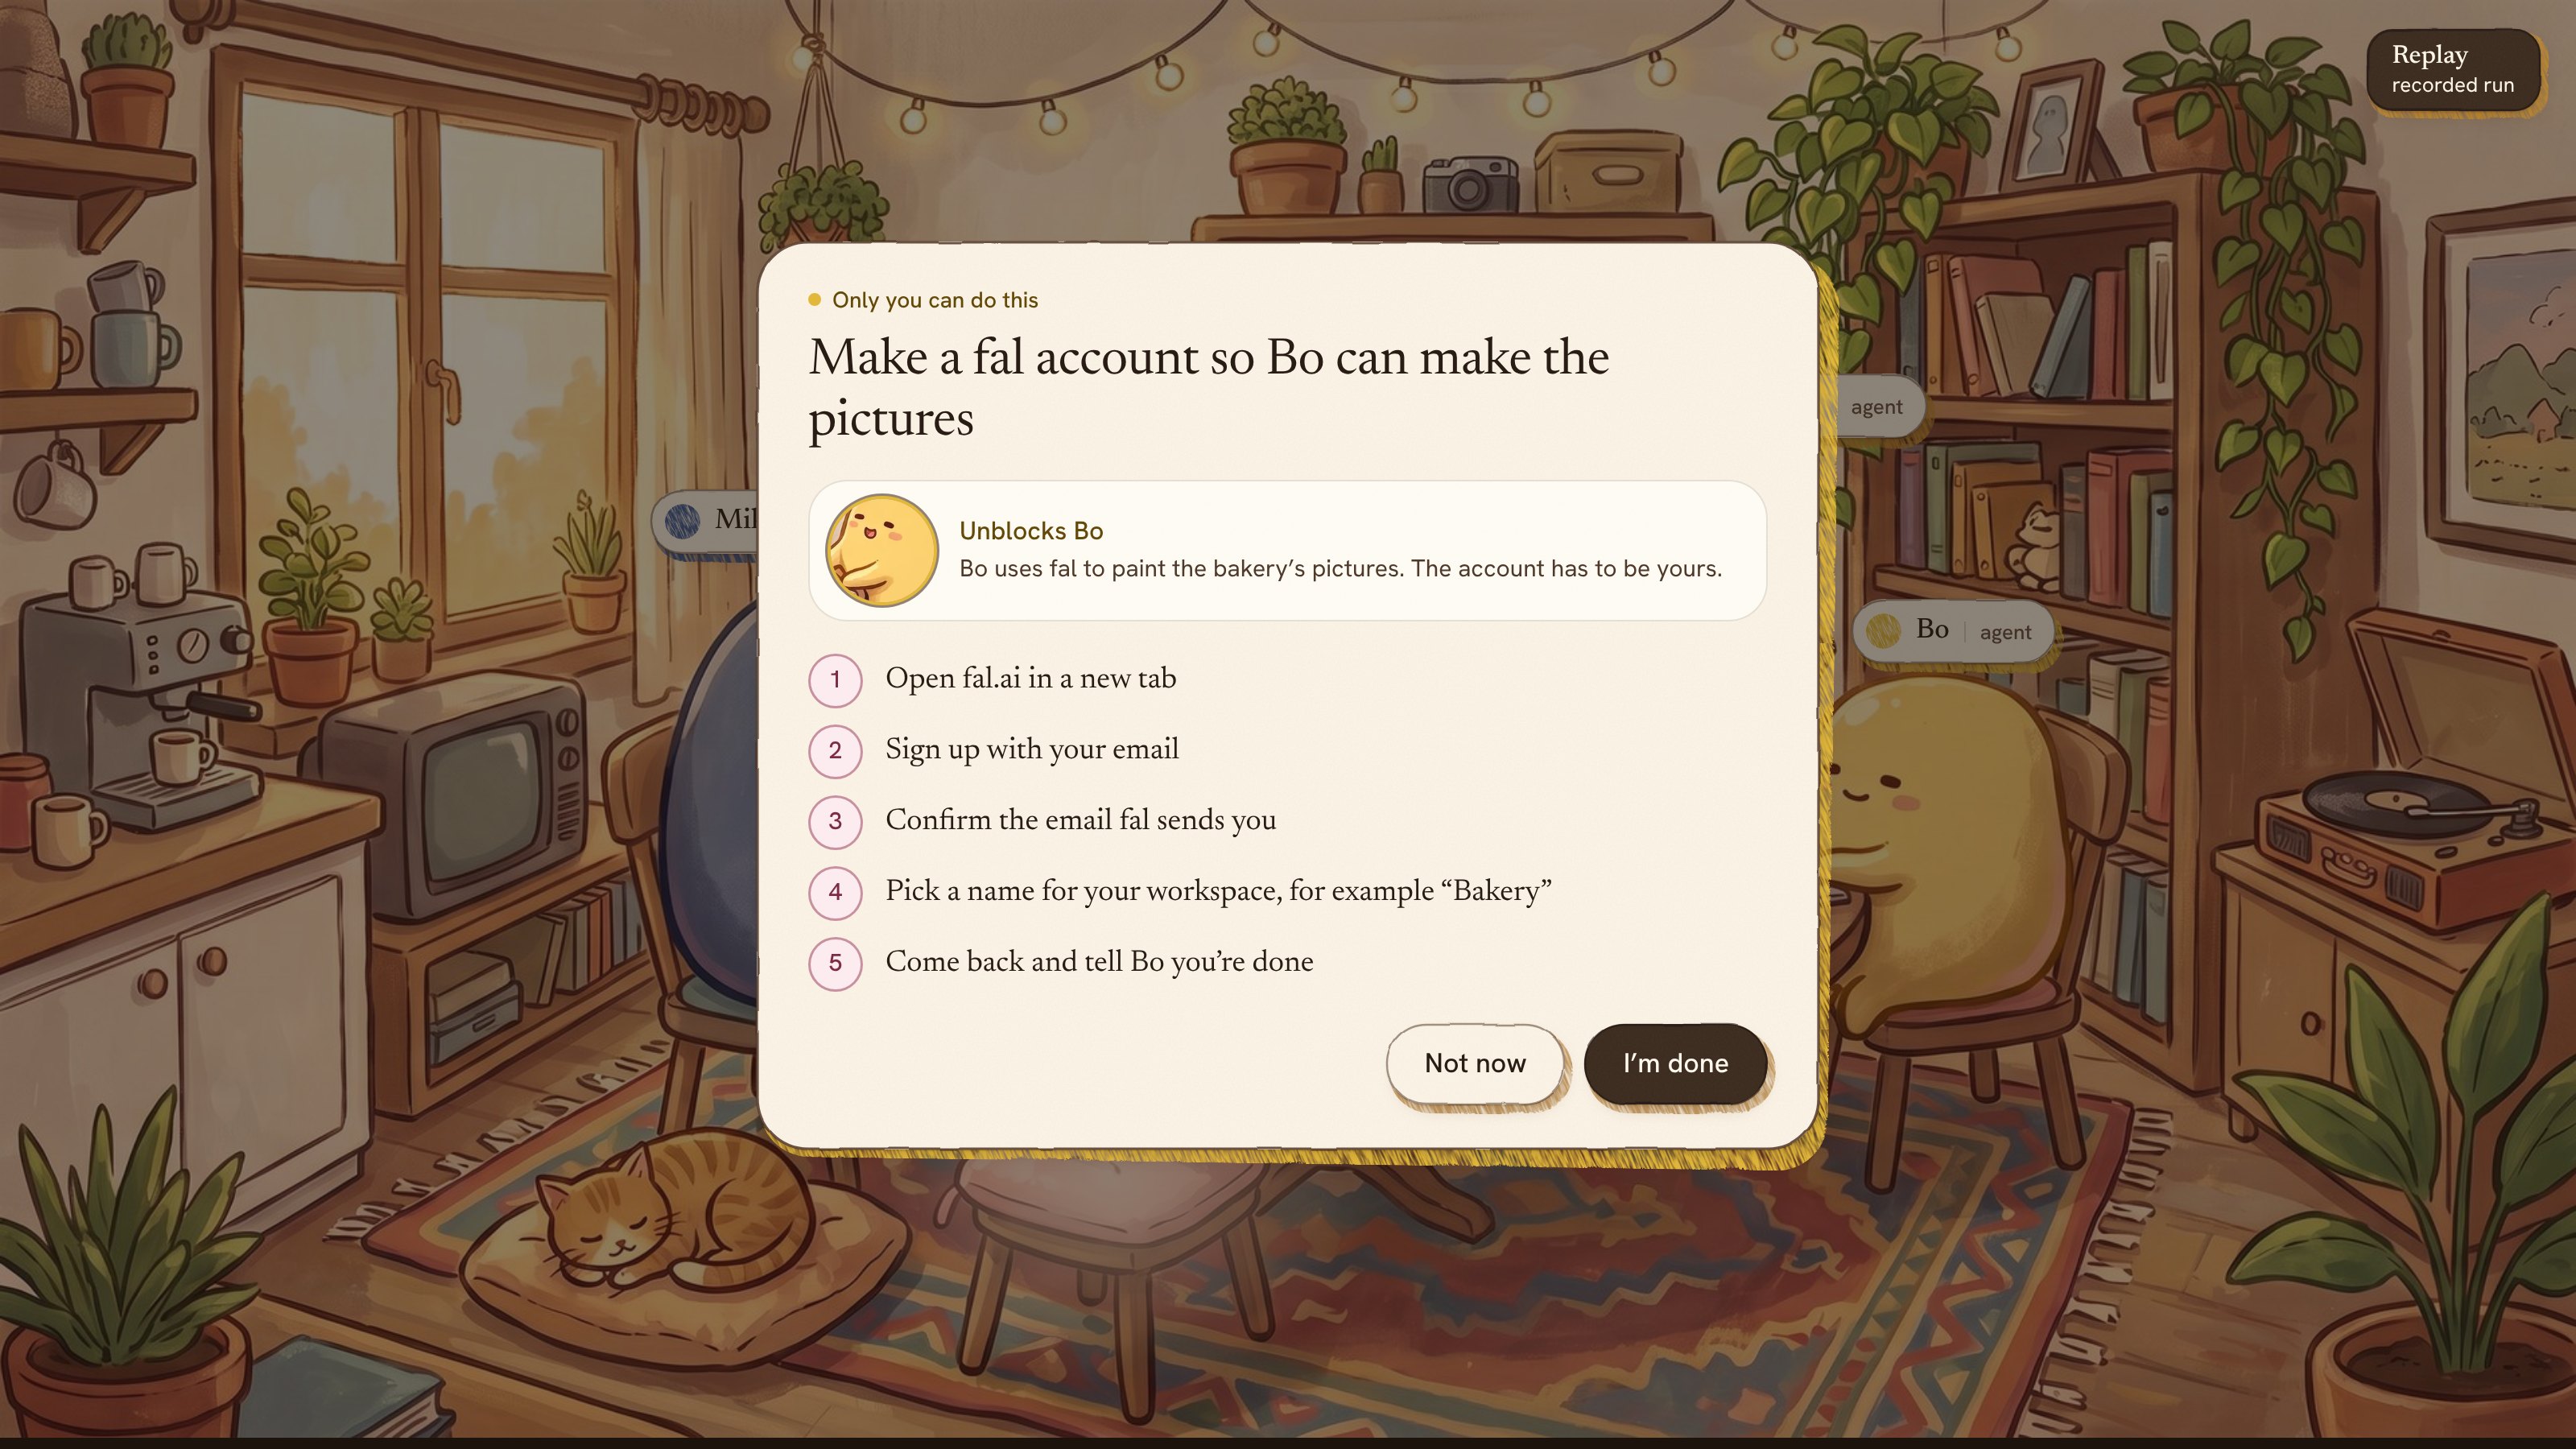 Replay
recorded run
Only you can do this
Make a fal account so Bo can make the
pictures
agent
Mil
Unblocks Bo
Bo uses fal to paint the bakery’s pictures. The account has to be yours.
Bo | agent
1 Open fal.ai in a new tab
2 Sign up with your email
3 Confirm the email fal sends you
4 Pick a name for your workspace, for example “Bakery”
5 Come back and tell Bo you’re done
Not now
I’m done